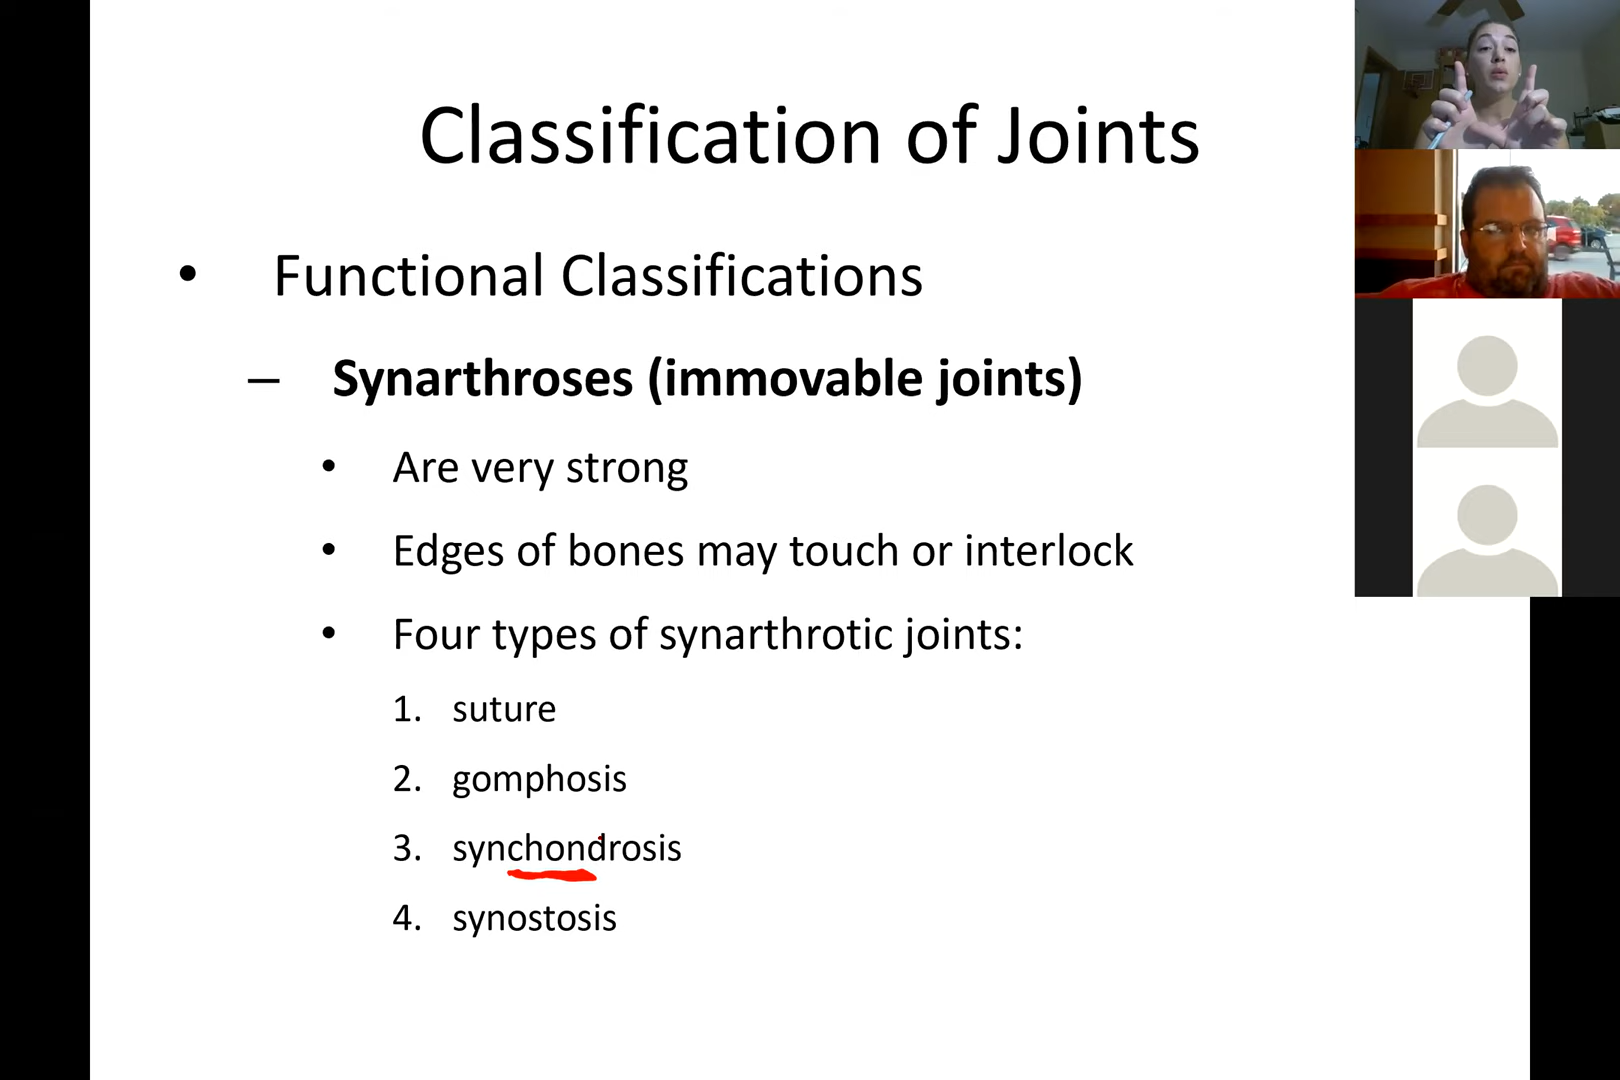 Classification of Joints
• Functional Classifications
– Synarthroses (immovable joints)
• Are very strong
• Edges of bones may touch or interlock
• Four types of synarthrotic joints:
1. suture
2. gomphosis
3. synchondrosis
4. synostosis